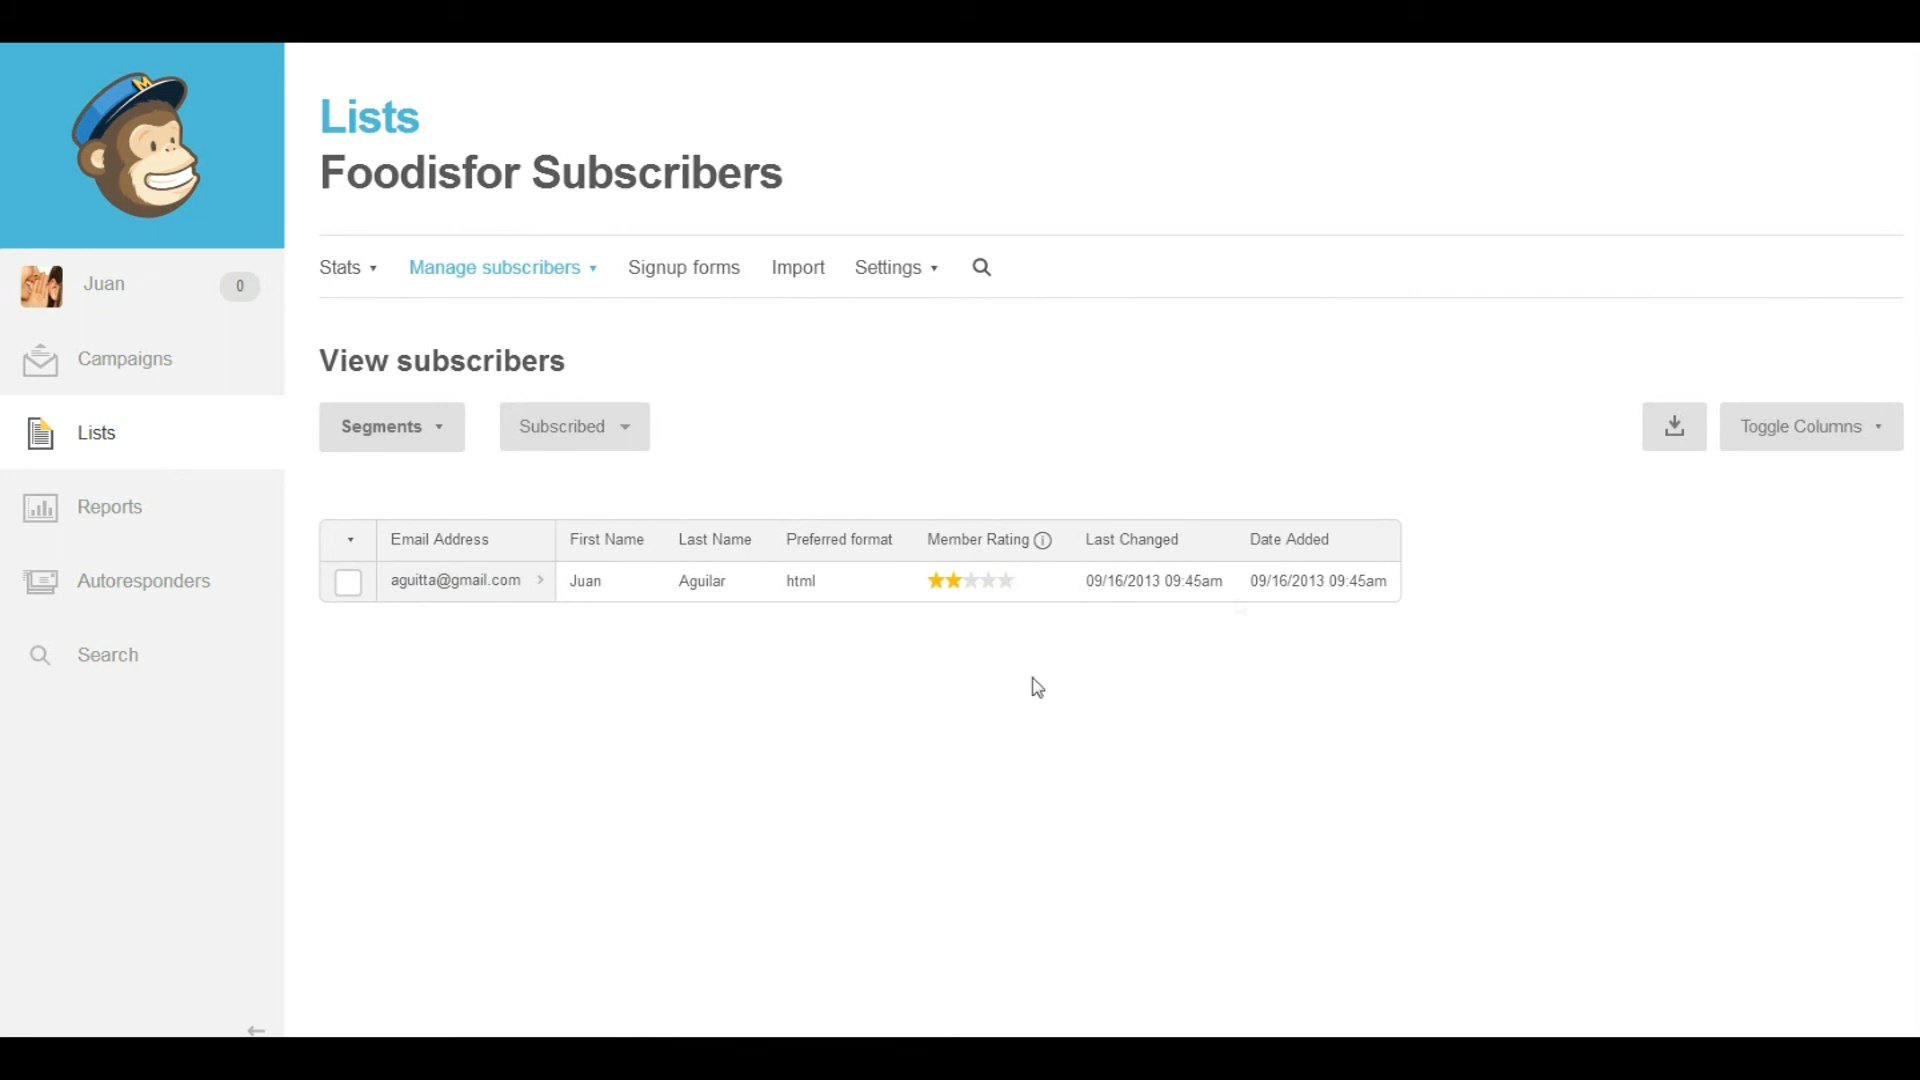 M
Lists
Foodisfor Subscribers
Stats Manage subscribers Signup forms Import Settings
Juan 0
Campaigns
Lists
Reports
Autoresponders
Search
View subscribers
Segments Subscribed Toggle Columns
Email Address First Name Last Name Preferred format Member Rating i Last Changed Date Added
aguitta@gmail.com Juan Aguilar html 09/16/2013 09:45am 09/16/2013 09:45am